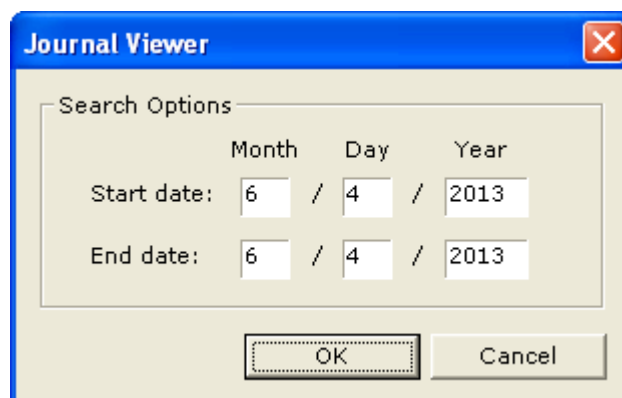 Journal Viewer
Search Options
Month Day Year
Start date: 6 / 4 / 2013
End date: 6 / 4 / 2013
OK Cancel